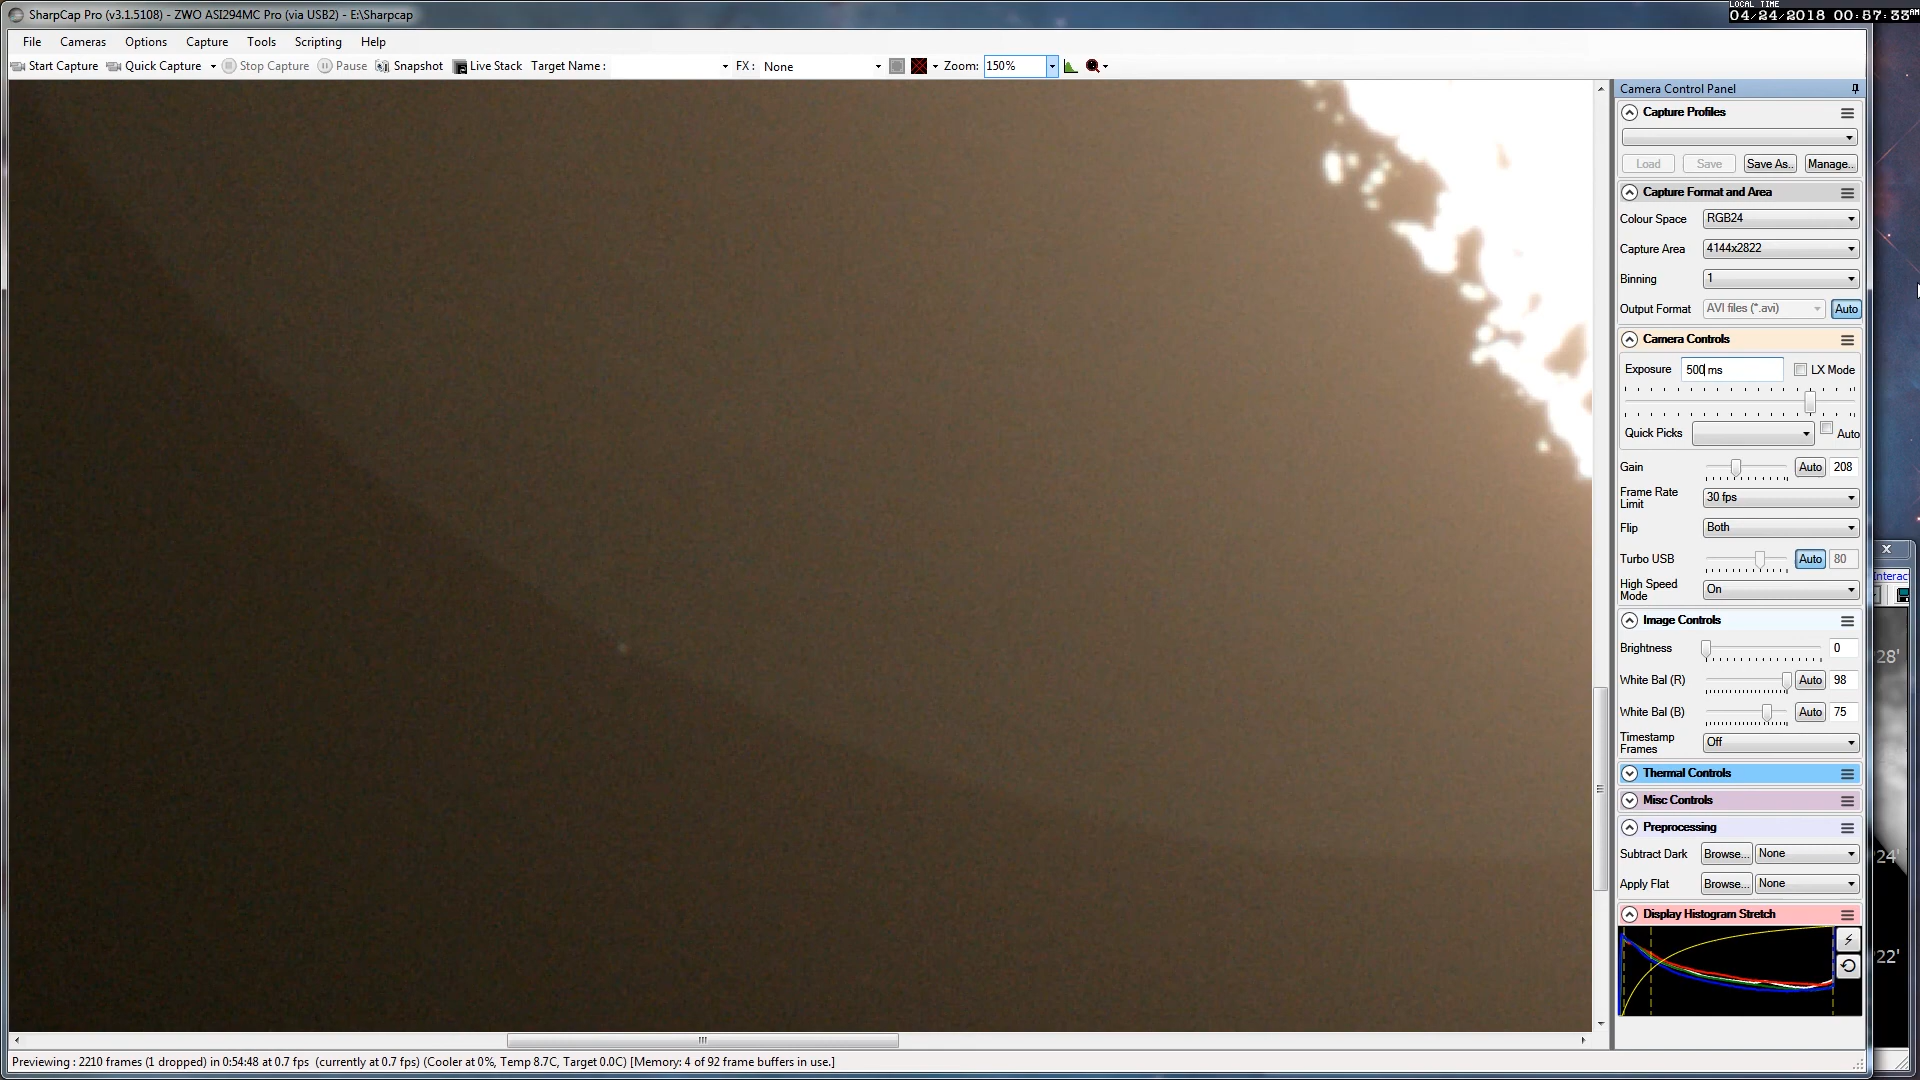 SharpCap Pro (v3.1.5108) - ZWO ASI294MC Pro (via USB2) - E:\Sharpcap
LOCAL TIME
04/24/2018 00:57:33 AM
File Cameras Options Capture Tools Scripting Help
Start Capture Quick Capture Stop Capture Pause Snapshot Live Stack Target Name : FX : None Zoom: 150%
Camera Control Panel
Capture Profiles
Load Save Save As.. Manage..
Capture Format and Area
Colour Space RGB24
Capture Area 4144x2822
Binning 1
Output Format AVI files (*.avi) Auto
Camera Controls
Exposure 500 ms LX Mode
Quick Picks Auto
Gain Auto 208
Frame Rate Limit 30 fps
Flip Both
X
Turbo USB Auto 80
Interac
High Speed Mode On
Image Controls
Brightness 0
28'
White Bal (R) Auto 98
White Bal (B) Auto 75
Timestamp Frames Off
Thermal Controls
Misc Controls
Preprocessing
Subtract Dark Browse... None
24'
Apply Flat Browse... None
Display Histogram Stretch
22'
Previewing : 2210 frames (1 dropped) in 0:54:48 at 0.7 fps (currently at 0.7 fps) (Cooler at 0%, Temp 8.7C, Target 0.0C) [Memory: 4 of 92 frame buffers in use.]